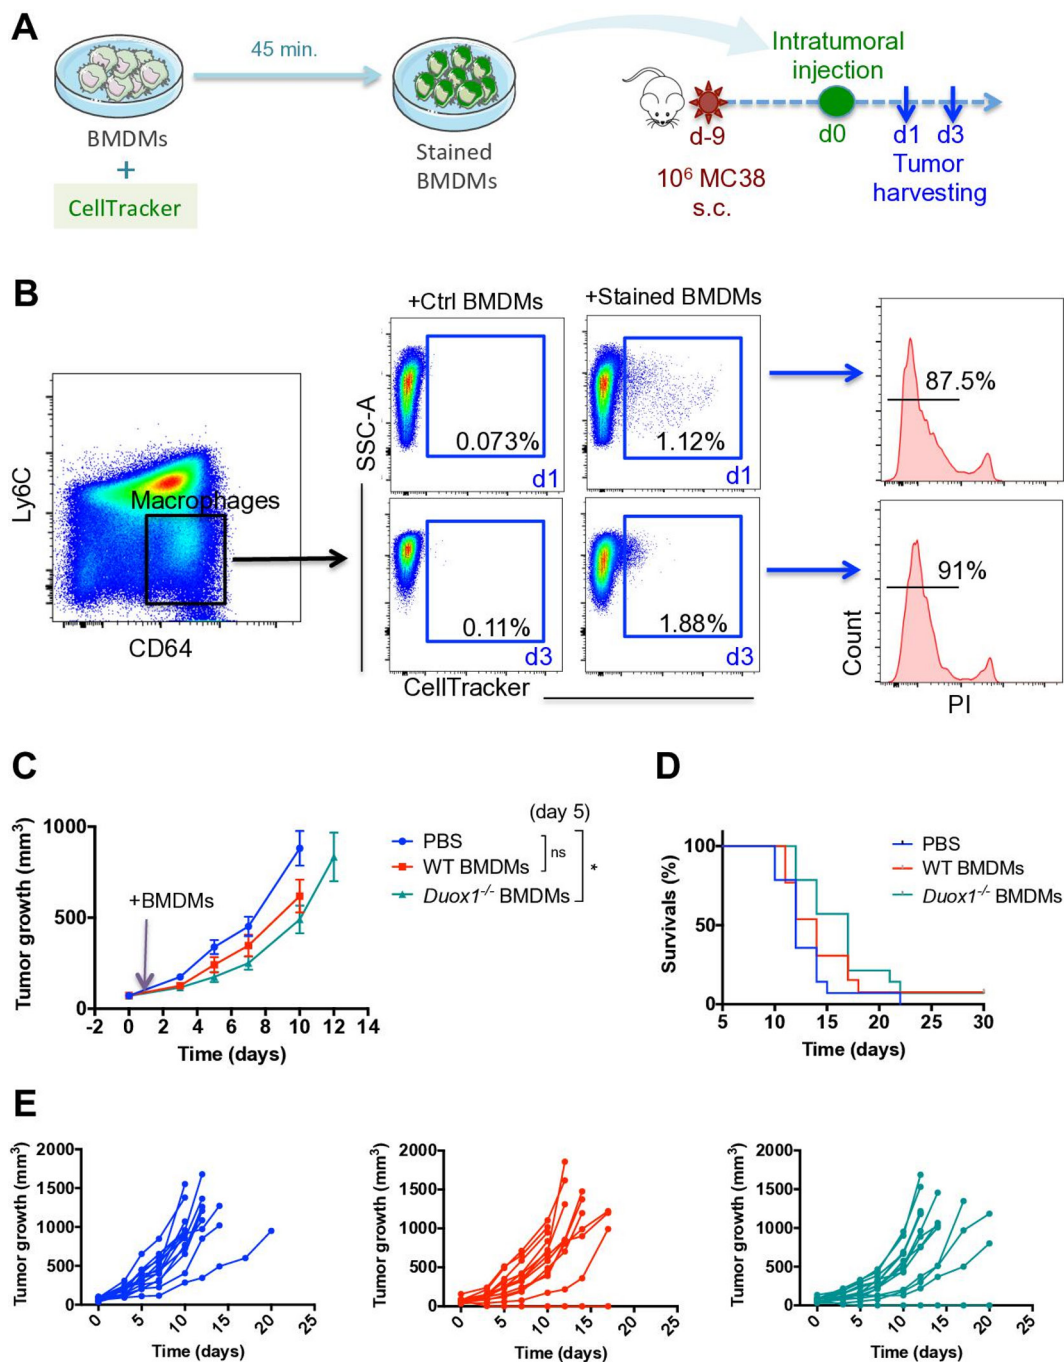 A
BMDMs
+
CellTracker
45 min.
Stained
BMDMs
Intratumoral
injection
d-9
d0
d1
d3
10⁶ MC38
s.c.
Tumor
harvesting
B
Ly6C
Macrophages
CD64
+Ctrl BMDMs
+Stained BMDMs
SSC-A
0.073%
d1
1.12%
d1
87.5%
0.11%
d3
1.88%
d3
91%
CellTracker
Count
PI
C
Tumor growth (mm³)
1000
500
0
+BMDMs
-2 0 2 4 6 8 10 12 14
Time (days)
(day 5)
PBS
WT BMDMs
Duox1⁻/⁻ BMDMs
ns
*
D
Survivals (%)
100
50
0
5 10 15 20 25 30
Time (days)
PBS
WT BMDMs
Duox1⁻/⁻ BMDMs
E
Tumor growth (mm³)
2000
1500
1000
500
0
0 5 10 15 20 25
Time (days)
Tumor growth (mm³)
2000
1500
1000
500
0
0 5 10 15 20 25
Time (days)
Tumor growth (mm³)
2000
1500
1000
500
0
0 5 10 15 20 25
Time (days)